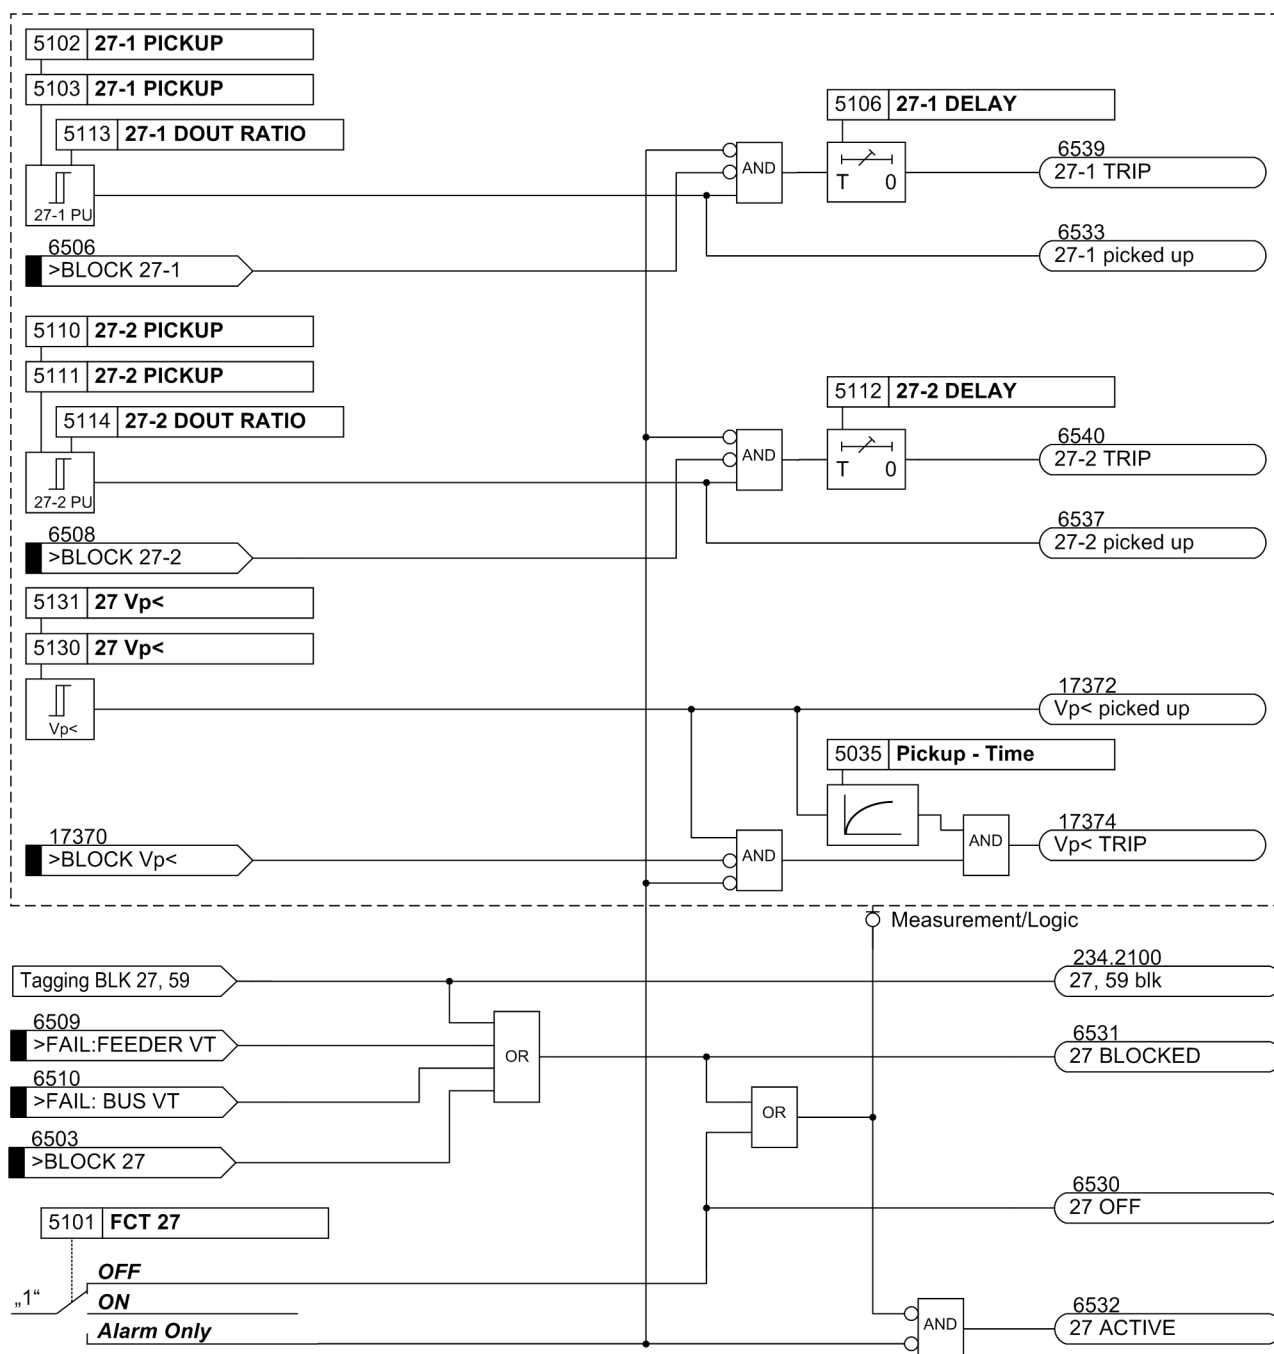 5102 27-1 PICKUP
5103 27-1 PICKUP
5113 27-1 DOUT RATIO
27-1 PU
6506
>BLOCK 27-1
AND
5106 27-1 DELAY
T 0
6539
27-1 TRIP
6533
27-1 picked up
5110 27-2 PICKUP
5111 27-2 PICKUP
5114 27-2 DOUT RATIO
27-2 PU
6508
>BLOCK 27-2
AND
5112 27-2 DELAY
T 0
6540
27-2 TRIP
6537
27-2 picked up
5131 27 Vp<
5130 27 Vp<
Vp<
17372
Vp< picked up
5035 Pickup - Time
17370
>BLOCK Vp<
AND
AND
17374
Vp< TRIP
Measurement/Logic
Tagging BLK 27, 59
234.2100
27, 59 blk
6509
>FAIL:FEEDER VT
6510
>FAIL: BUS VT
6503
>BLOCK 27
OR
6531
27 BLOCKED
OR
6530
27 OFF
5101 FCT 27
„1“
OFF
ON
Alarm Only
AND
6532
27 ACTIVE